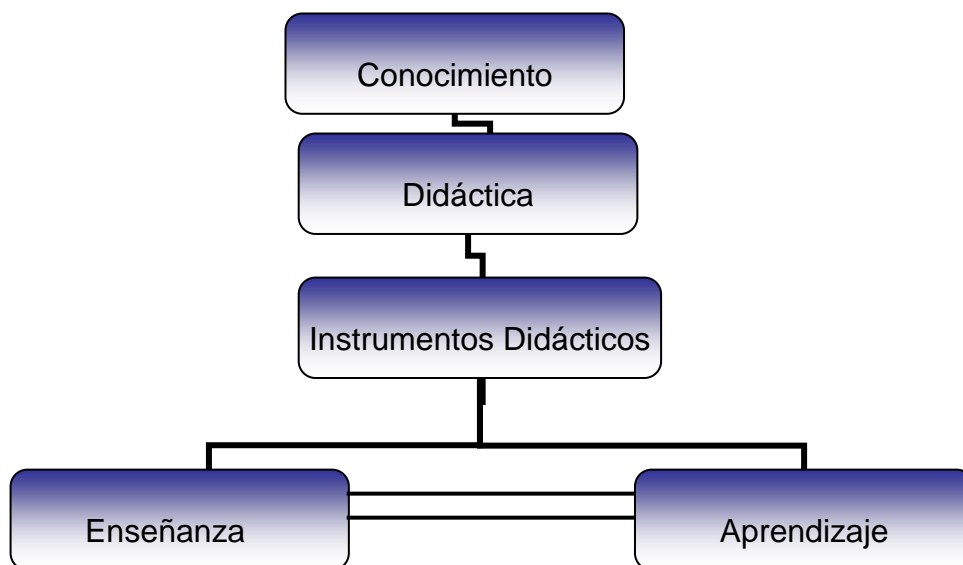 Conocimiento
Didáctica
Instrumentos Didácticos
Enseñanza
Aprendizaje